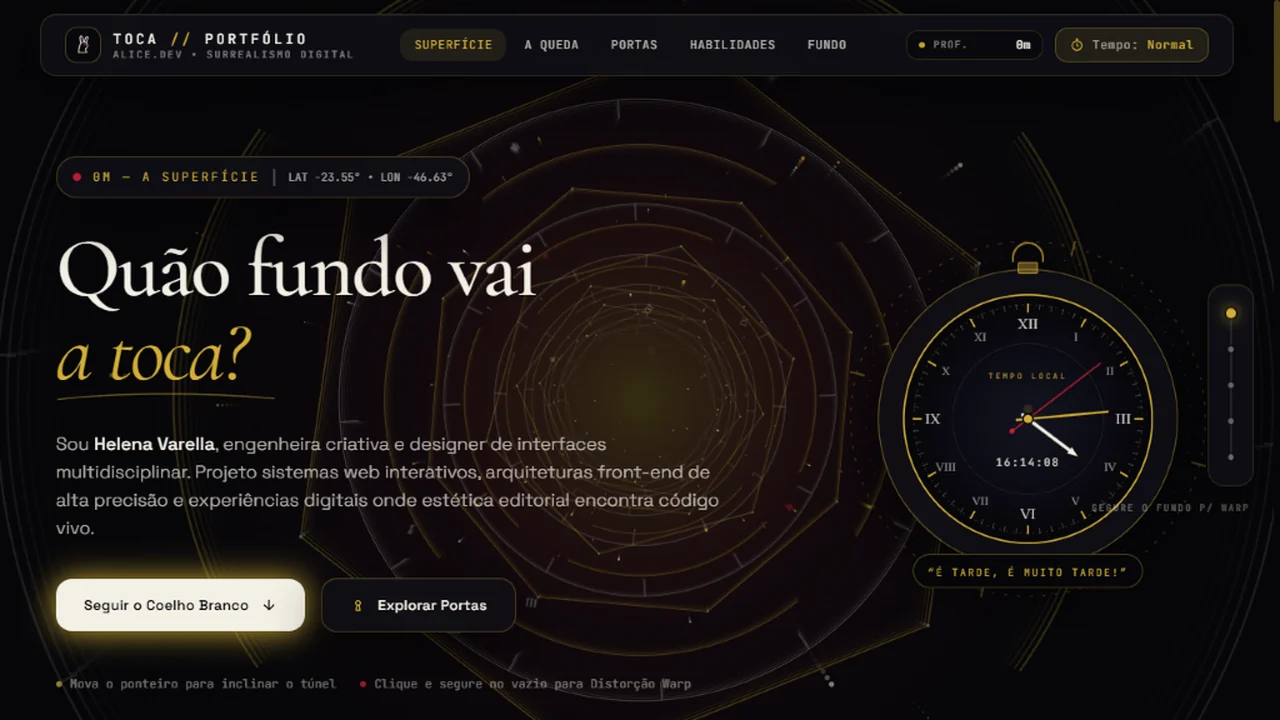 TOCA // PORTFÓLIO
ALICE.DEV • SURREALISMO DIGITAL
SUPERFÍCIE
A QUEDA
PORTAS
HABILIDADES
FUNDO
PROF. 0m
Tempo: Normal
0M — A SUPERFÍCIE | LAT -23.55° • LON -46.63°
Quão fundo vai
a toca?
Sou Helena Varella, engenheira criativa e designer de interfaces
multidisciplinar. Projeto sistemas web interativos, arquiteturas front-end de
alta precisão e experiências digitais onde estética editorial encontra código
vivo.
Seguir o Coelho Branco ↓
Explorar Portas
Mova o ponteiro para inclinar o túnel
Clique e segure no vazio para Distorção Warp
XII
I
II
III
IV
V
VI
VII
VIII
IX
X
XI
TEMPO LOCAL
16:14:08
SEGURE O FUNDO P/ WARP
“É TARDE, É MUITO TARDE!”